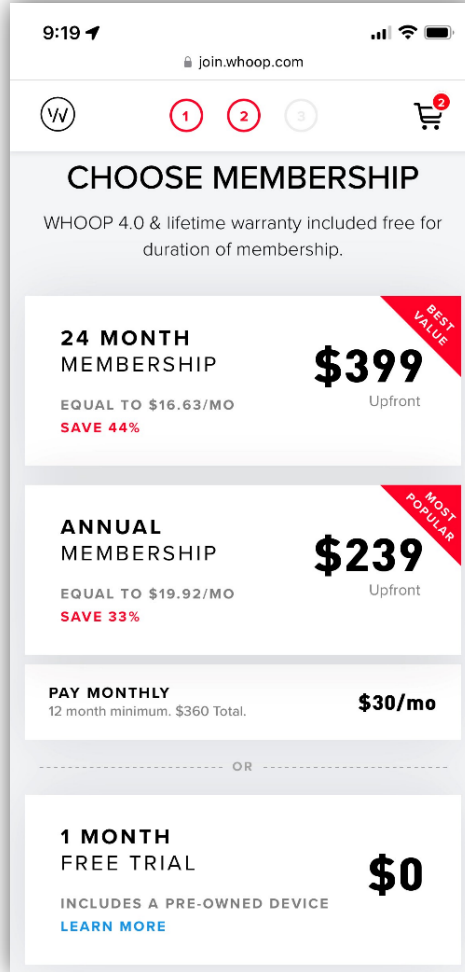 9:19
join.whoop.com
W
1 2 3
2
CHOOSE MEMBERSHIP
WHOOP 4.0 & lifetime warranty included free for
duration of membership.
BEST
VALUE
24 MONTH
MEMBERSHIP
$399
Upfront
EQUAL TO $16.63/MO
SAVE 44%
MOST
POPULAR
ANNUAL
MEMBERSHIP
$239
Upfront
EQUAL TO $19.92/MO
SAVE 33%
PAY MONTHLY
12 month minimum. $360 Total.
$30/mo
OR
1 MONTH
FREE TRIAL
$0
INCLUDES A PRE-OWNED DEVICE
LEARN MORE